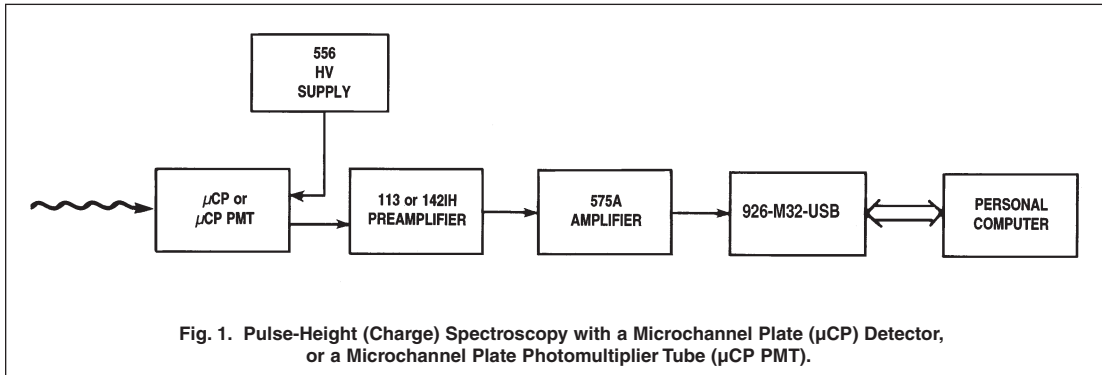 556
HV
SUPPLY
μCP or
μCP PMT
113 or 142IH
PREAMPLIFIER
575A
AMPLIFIER
926-M32-USB
PERSONAL
COMPUTER
Fig. 1. Pulse-Height (Charge) Spectroscopy with a Microchannel Plate (μCP) Detector,
or a Microchannel Plate Photomultiplier Tube (μCP PMT).